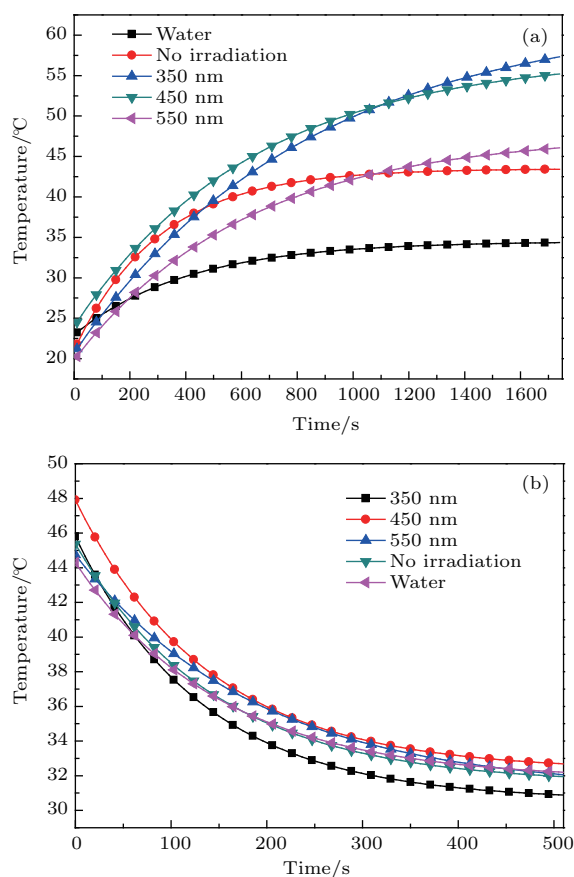 60
55
50
45
40
35
30
25
20
Temperature/℃
Water
No irradiation
350 nm
450 nm
550 nm
(a)
0 200 400 600 800 1000 1200 1400 1600
Time/s
50
48
46
44
42
40
38
36
34
32
30
Temperature/℃
350 nm
450 nm
550 nm
No irradiation
Water
(b)
0 100 200 300 400 500
Time/s